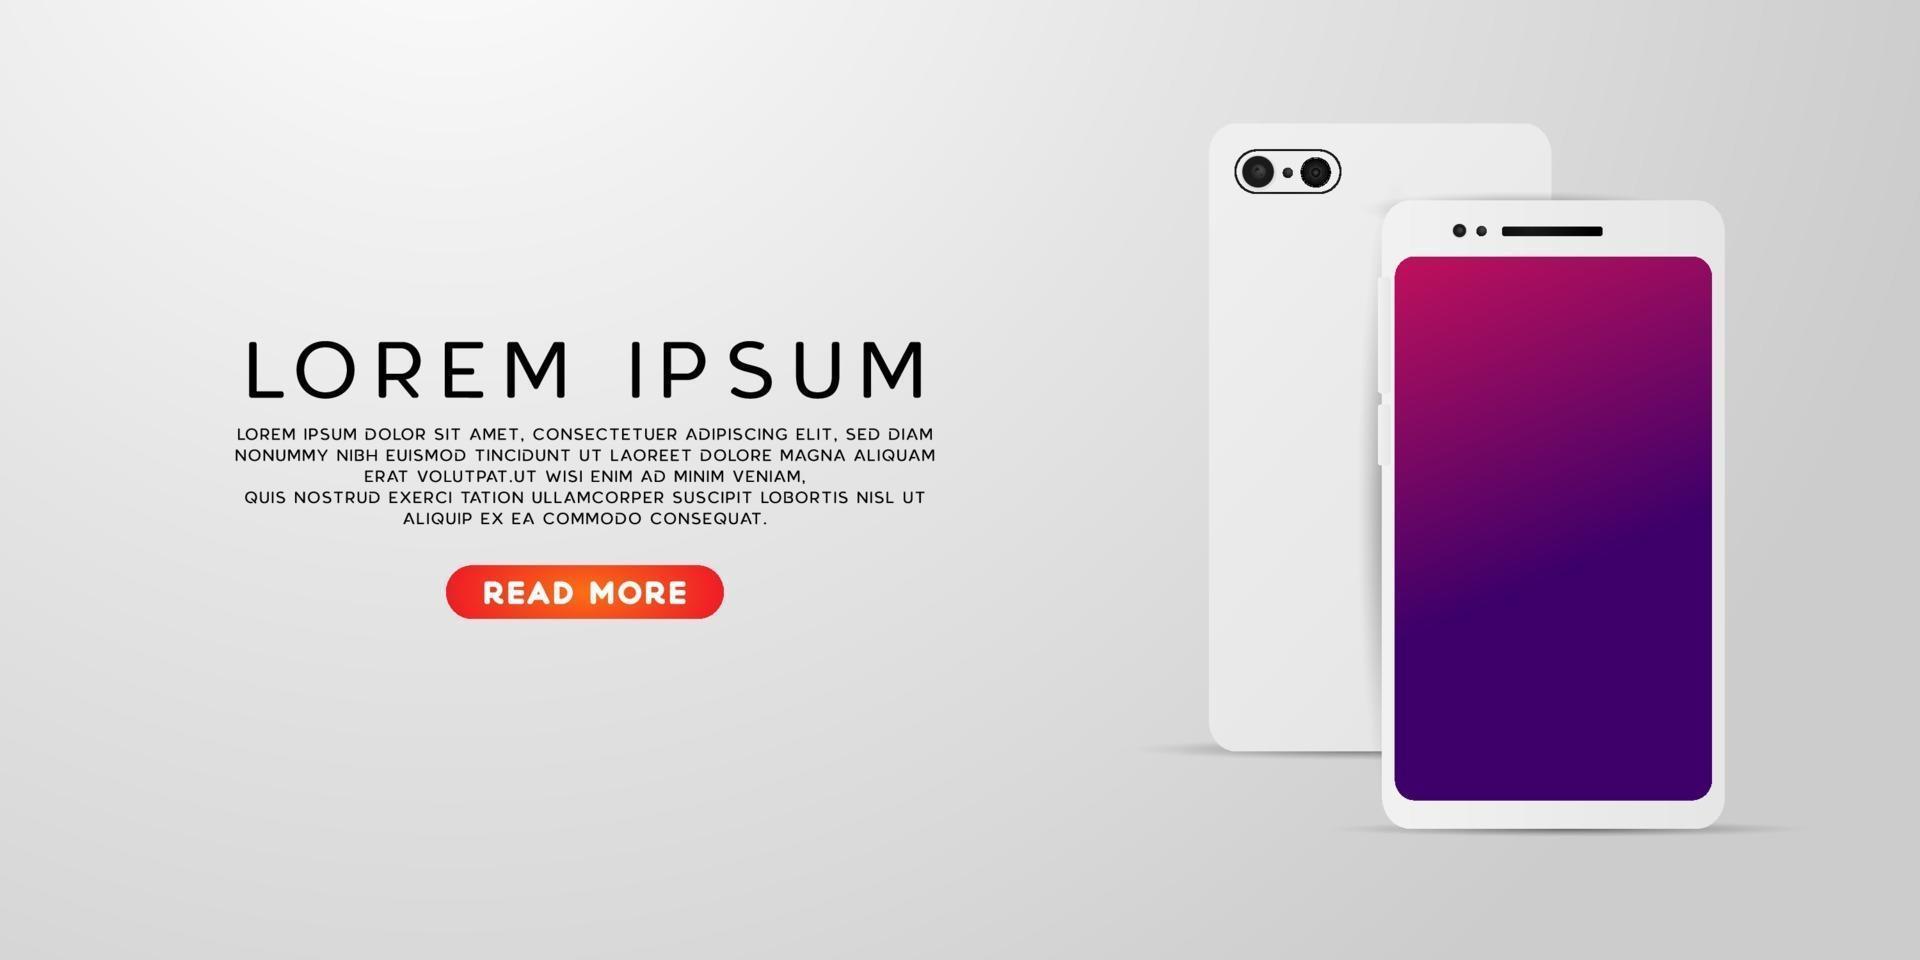 LOREM IPSUM
LOREM IPSUM DOLOR SIT AMET, CONSECTETUER ADIPISCING ELIT, SED DIAM
NONUMMY NIBH EUISMOD TINCIDUNT UT LAOREET DOLORE MAGNA ALIQUAM
ERAT VOLUTPAT.UT WISI ENIM AD MINIM VENIAM,
QUIS NOSTRUD EXERCI TATION ULLAMCORPER SUSCIPIT LOBORTIS NISL UT
ALIQUIP EX EA COMMODO CONSEQUAT.
READ MORE